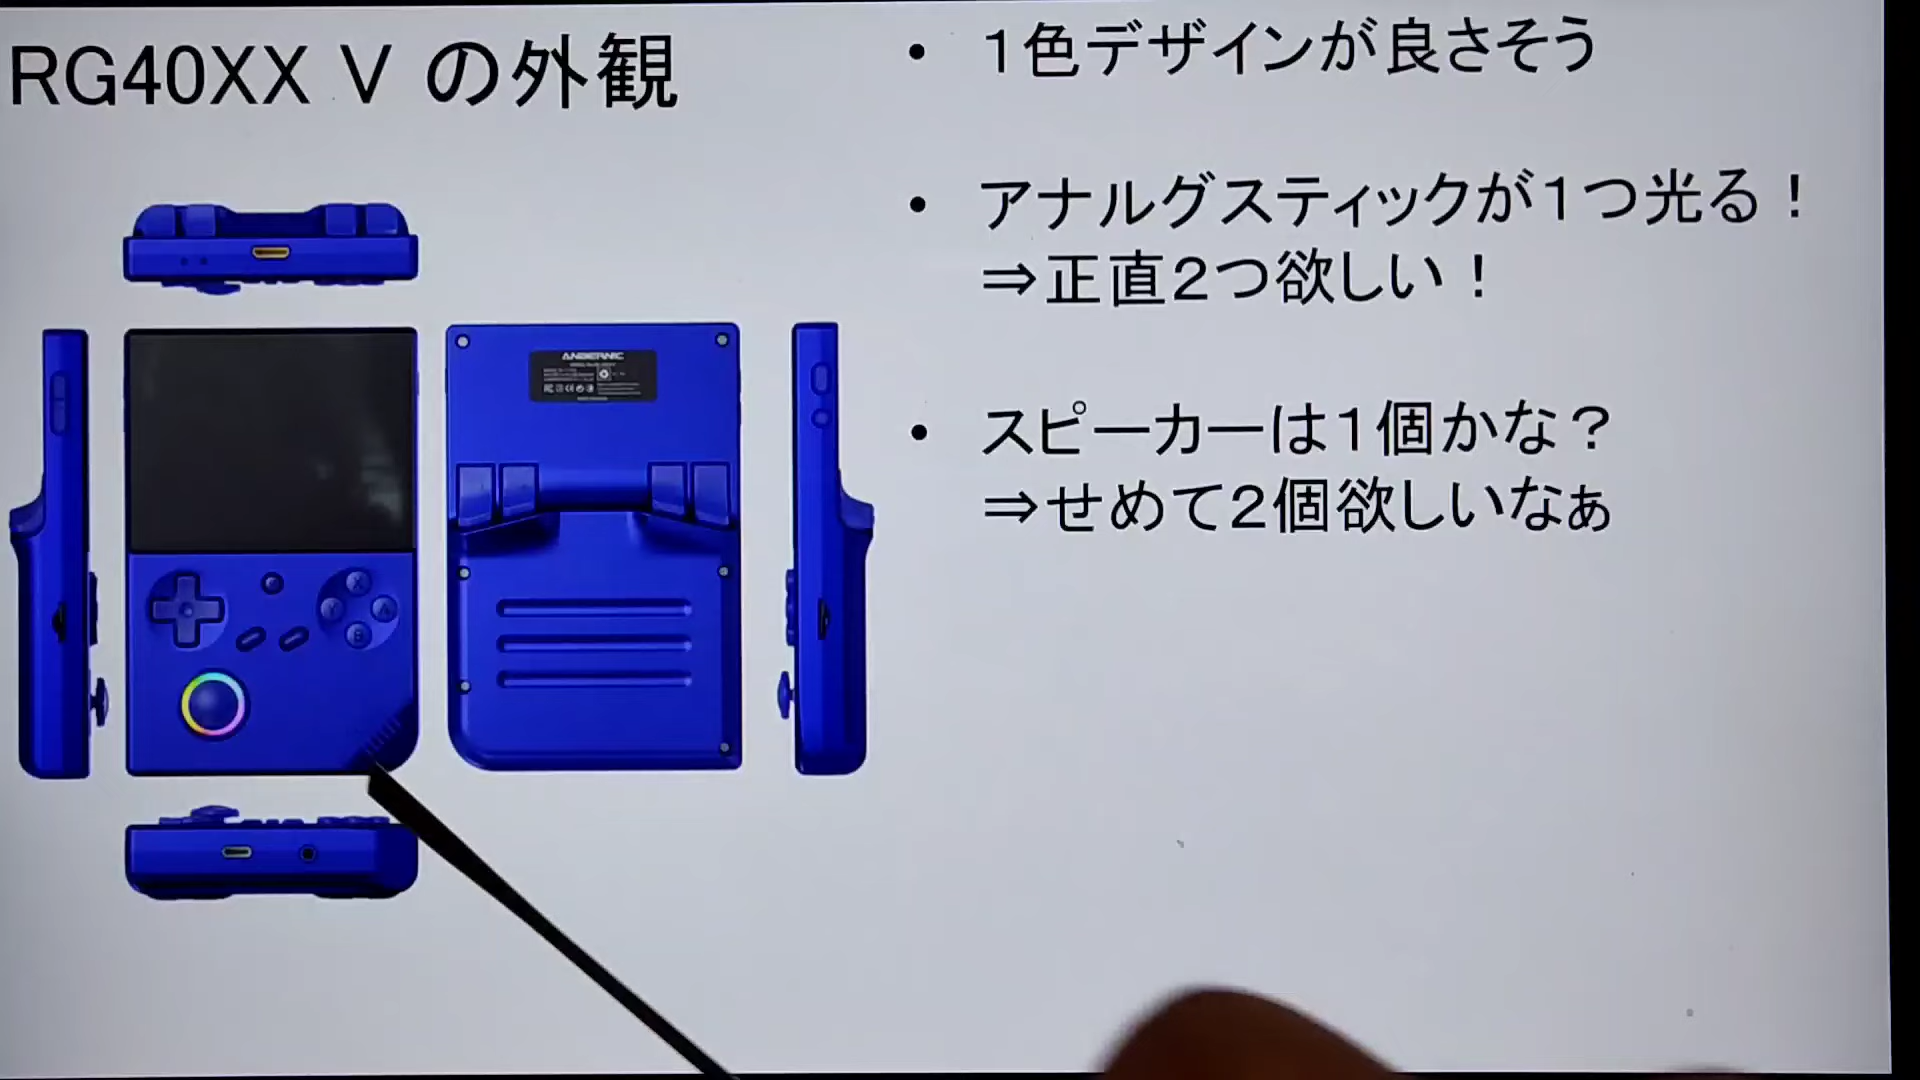 RG40XX V の外観
・ １色デザインが良さそう
・ アナルグスティックが１つ光る！
⇒正直２つ欲しい！
・ スピーカーは１個かな？
⇒せめて２個欲しいなぁ
ANBERNIC
X
Y A
B